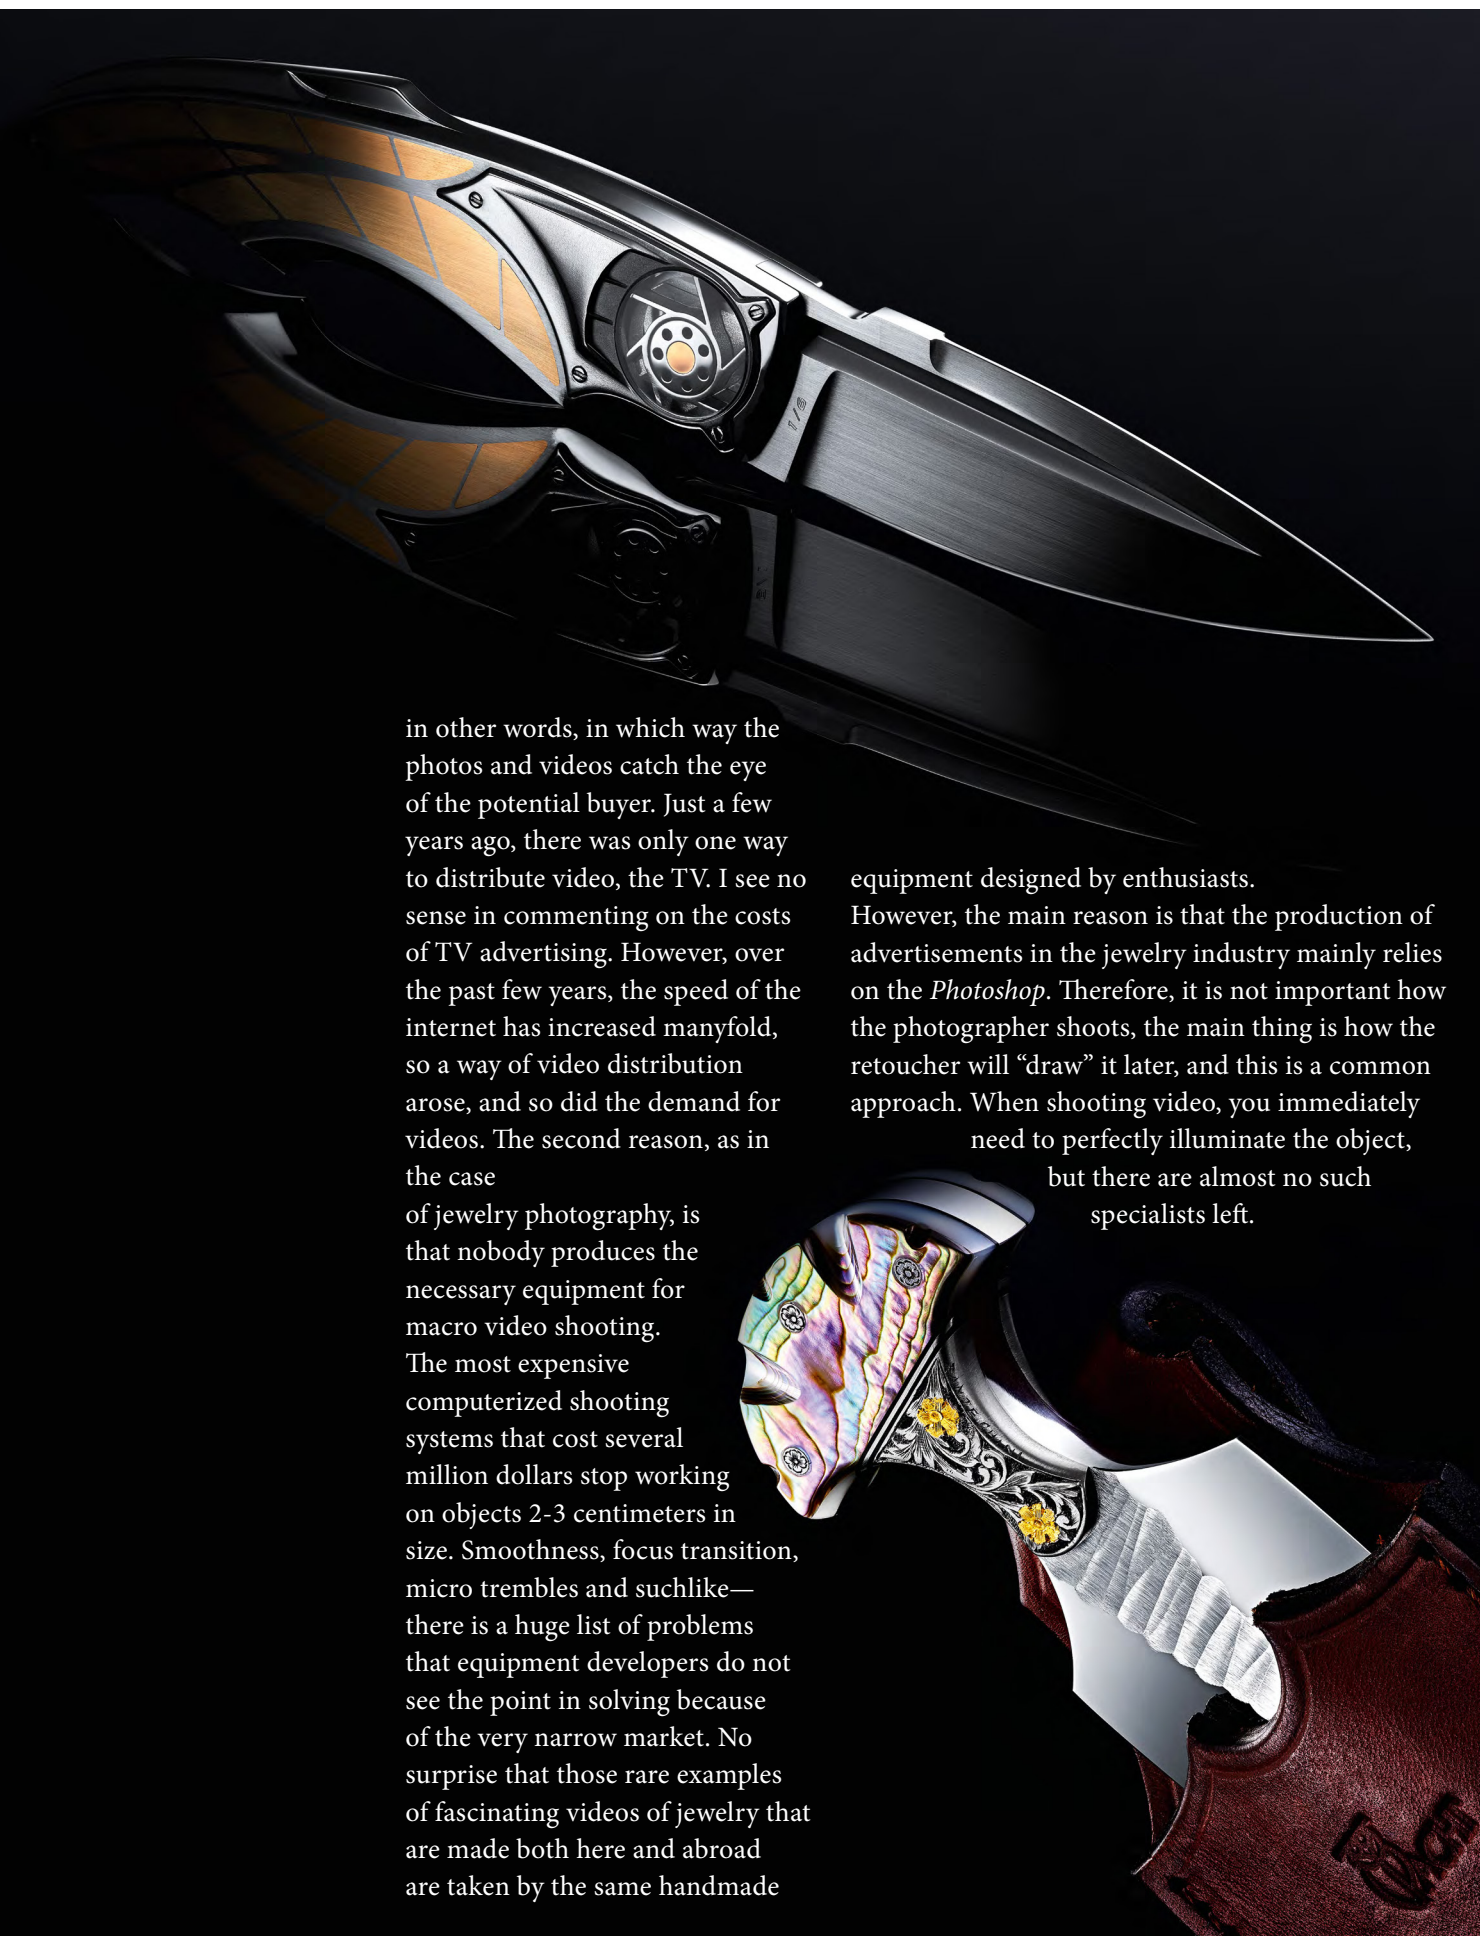 1/8
in other words, in which way the
photos and videos catch the eye
of the potential buyer. Just a few
years ago, there was only one way
to distribute video, the TV. I see no
sense in commenting on the costs
of TV advertising. However, over
the past few years, the speed of the
internet has increased manyfold,
so a way of video distribution
arose, and so did the demand for
videos. The second reason, as in
the case
of jewelry photography, is
that nobody produces the
necessary equipment for
macro video shooting.
The most expensive
computerized shooting
systems that cost several
million dollars stop working
on objects 2-3 centimeters in
size. Smoothness, focus transition,
micro trembles and suchlike—
there is a huge list of problems
that equipment developers do not
see the point in solving because
of the very narrow market. No
surprise that those rare examples
of fascinating videos of jewelry that
are made both here and abroad
are taken by the same handmade
equipment designed by enthusiasts.
However, the main reason is that the production of
advertisements in the jewelry industry mainly relies
on the Photoshop. Therefore, it is not important how
the photographer shoots, the main thing is how the
retoucher will “draw” it later, and this is a common
approach. When shooting video, you immediately
need to perfectly illuminate the object,
but there are almost no such
specialists left.